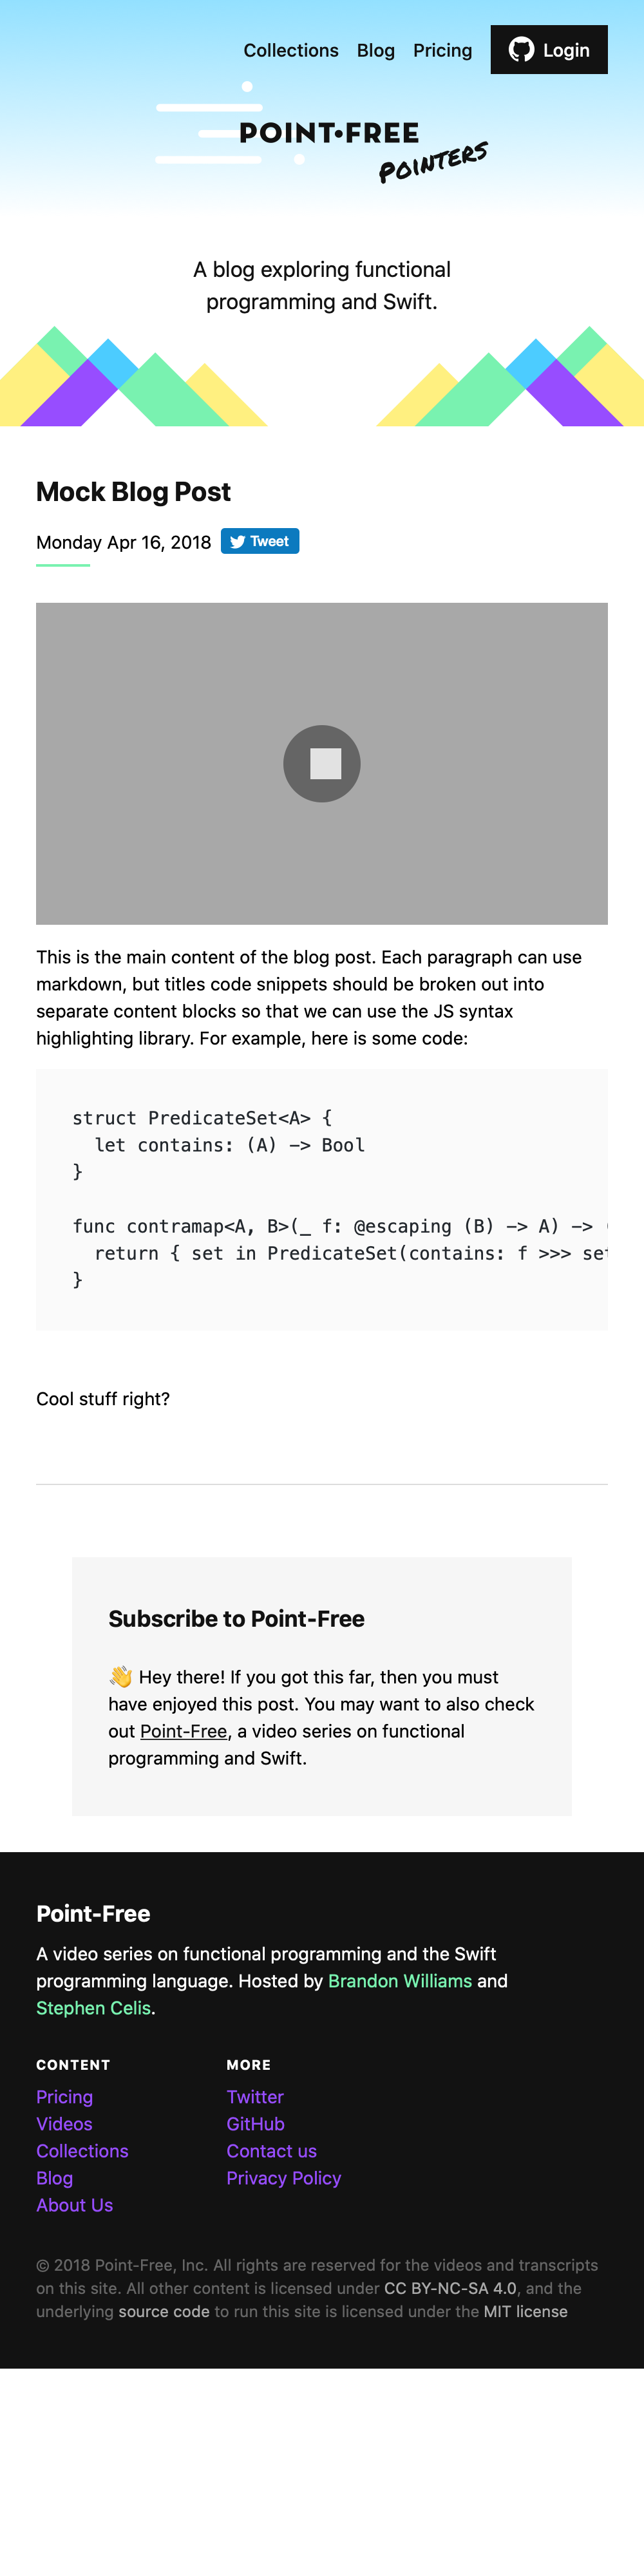 Collections Blog Pricing Login
POINT•FREE
POINTERS
A blog exploring functional
programming and Swift.
Mock Blog Post
Monday Apr 16, 2018 Tweet
This is the main content of the blog post. Each paragraph can use
markdown, but titles code snippets should be broken out into
separate content blocks so that we can use the JS syntax
highlighting library. For example, here is some code:
struct PredicateSet<A> {
  let contains: (A) -> Bool
}
func contramap<A, B>(_ f: @escaping (B) -> A) ->
  return { set in PredicateSet(contains: f >>> set
}
Cool stuff right?
Subscribe to Point-Free
👋 Hey there! If you got this far, then you must
have enjoyed this post. You may want to also check
out Point-Free, a video series on functional
programming and Swift.
Point-Free
A video series on functional programming and the Swift
programming language. Hosted by Brandon Williams and
Stephen Celis.
CONTENT
Pricing
Videos
Collections
Blog
About Us
MORE
Twitter
GitHub
Contact us
Privacy Policy
© 2018 Point-Free, Inc. All rights are reserved for the videos and transcripts
on this site. All other content is licensed under CC BY-NC-SA 4.0, and the
underlying source code to run this site is licensed under the MIT license